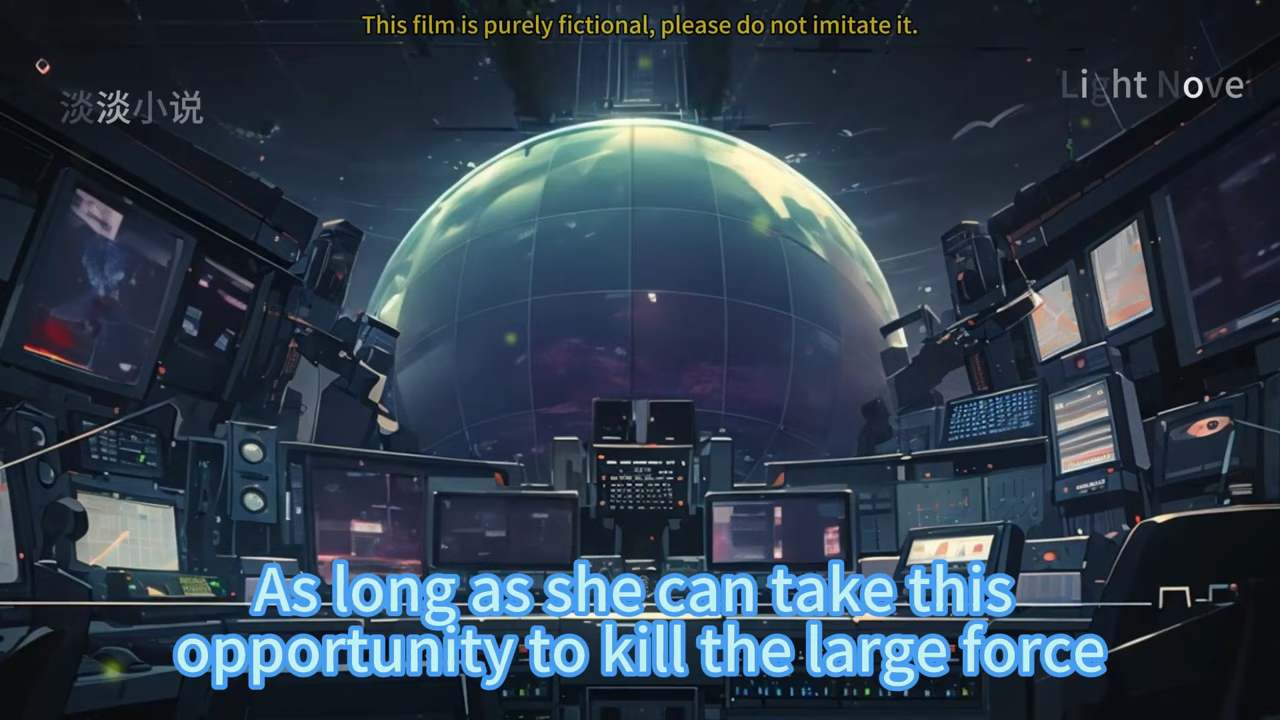 This film is purely fictional, please do not imitate it.
淡淡小说
Light Nove
As long as she can take this
opportunity to kill the large force